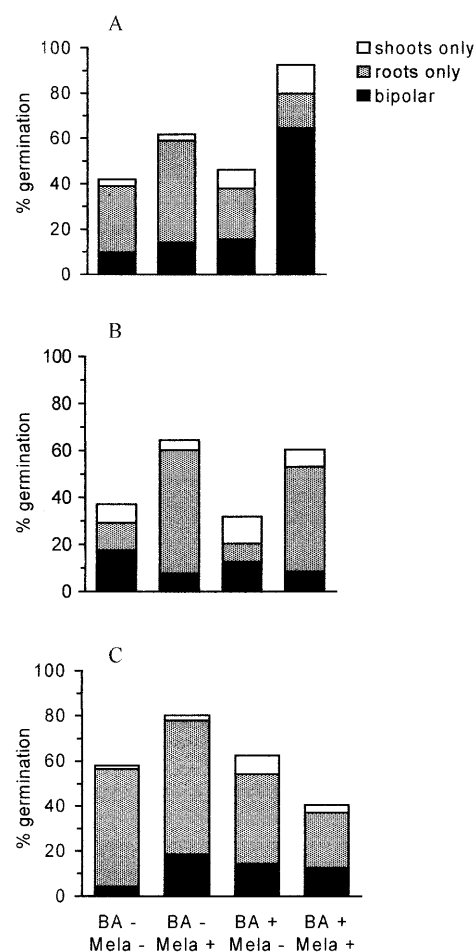 A
shoots only
roots only
bipolar
% germination
100
80
60
40
20
0
B
% germination
100
80
60
40
20
0
C
% germination
100
80
60
40
20
0
BA - BA - BA + BA +
Mela - Mela + Mela - Mela +